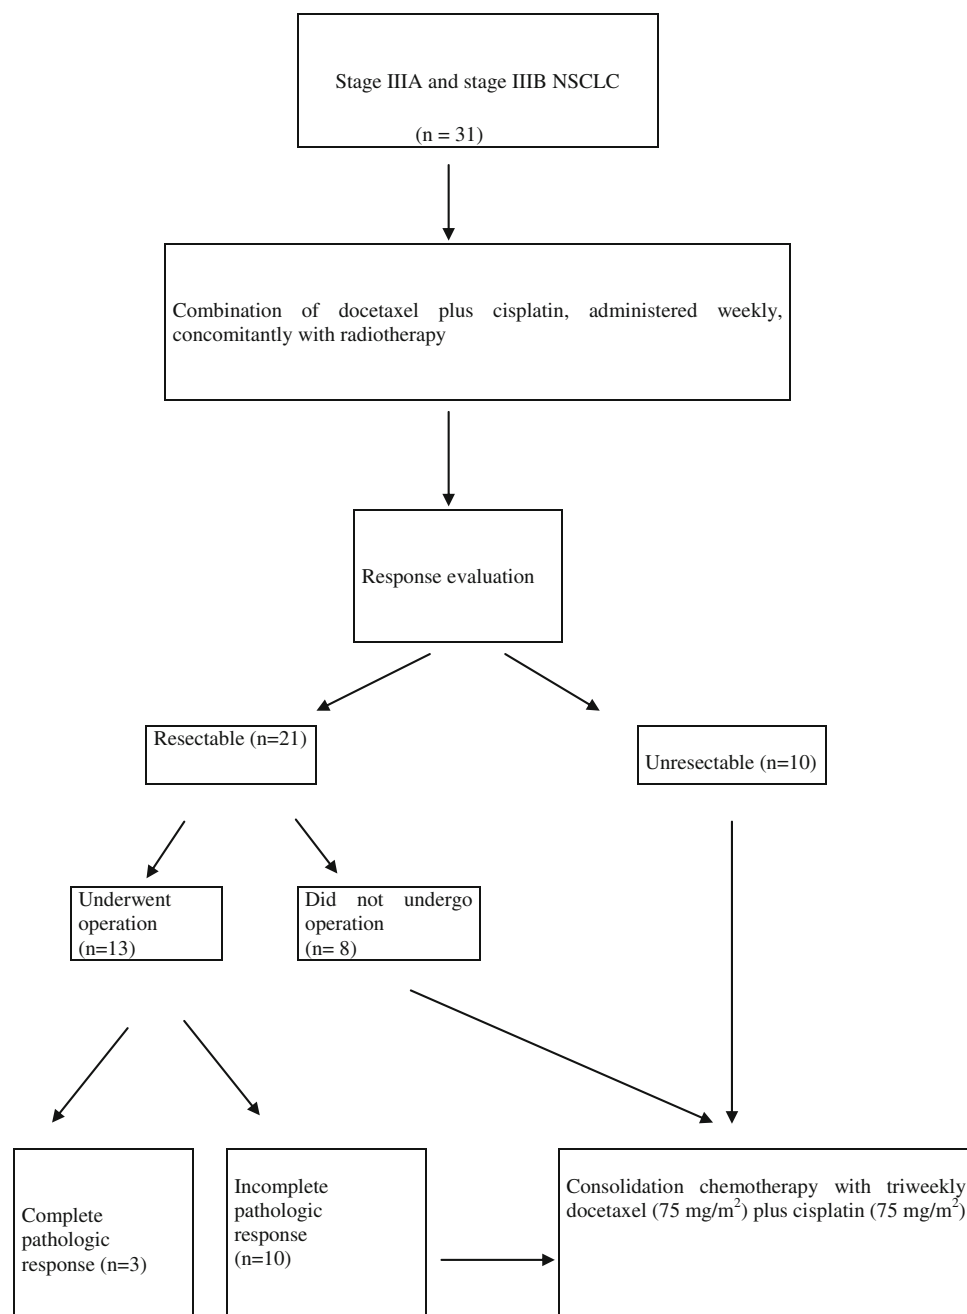 Stage IIIA and stage IIIB NSCLC
(n = 31)
Combination of docetaxel plus cisplatin, administered weekly,
concomitantly with radiotherapy
Response evaluation
Resectable (n=21)
Unresectable (n=10)
Underwent
operation
(n=13)
Did not undergo
operation
(n= 8)
Complete
pathologic
response (n=3)
Incomplete
pathologic
response
(n=10)
Consolidation chemotherapy with triweekly
docetaxel (75 mg/m²) plus cisplatin (75 mg/m²)